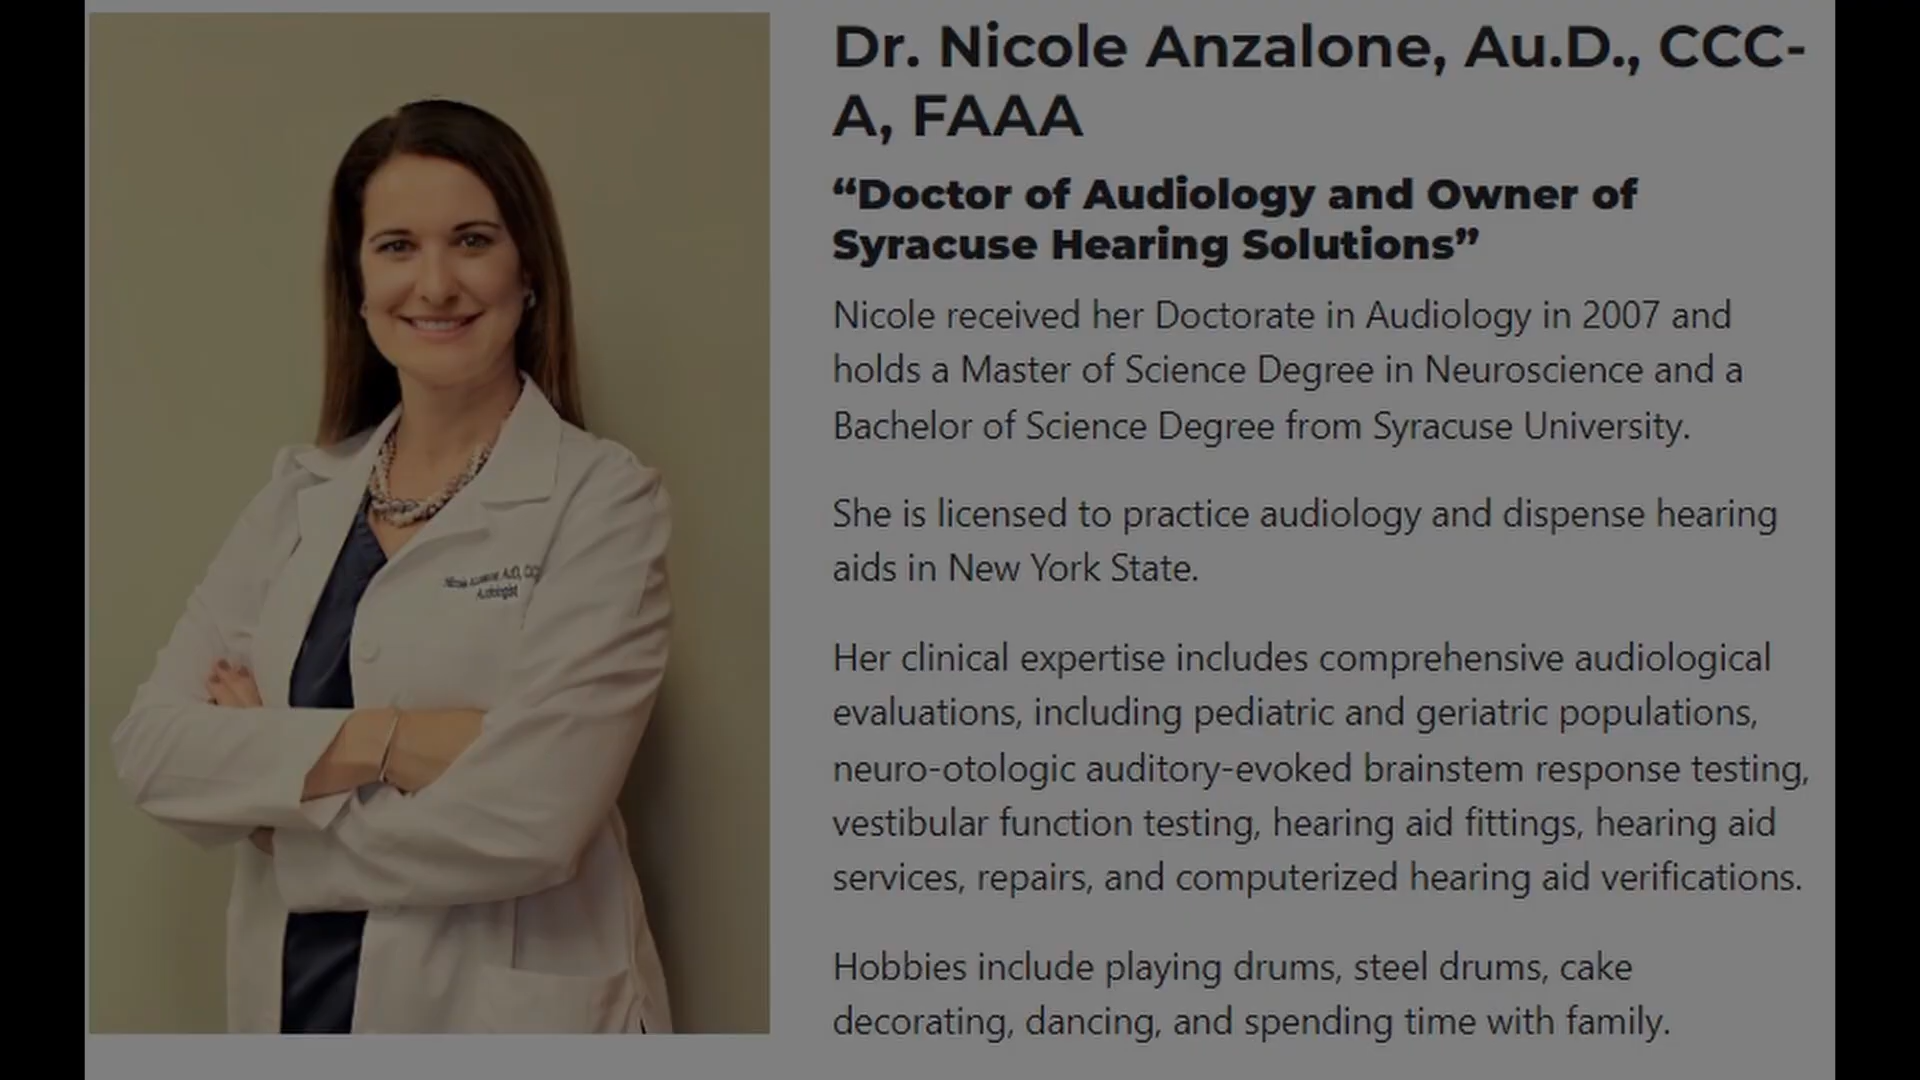 Dr. Nicole Anzalone, Au.D., CCC-
A, FAAA
“Doctor of Audiology and Owner of
Syracuse Hearing Solutions”
Nicole received her Doctorate in Audiology in 2007 and
holds a Master of Science Degree in Neuroscience and a
Bachelor of Science Degree from Syracuse University.
She is licensed to practice audiology and dispense hearing
aids in New York State.
Her clinical expertise includes comprehensive audiological
evaluations, including pediatric and geriatric populations,
neuro-otologic auditory-evoked brainstem response testing,
vestibular function testing, hearing aid fittings, hearing aid
services, repairs, and computerized hearing aid verifications.
Hobbies include playing drums, steel drums, cake
decorating, dancing, and spending time with family.
Nicole AuD,
Audiologist